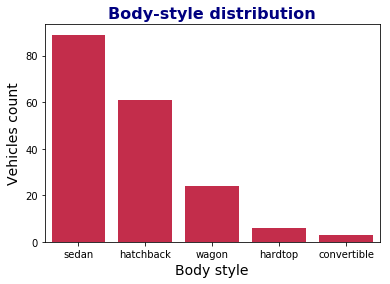 Body-style distribution
Vehicles count
80
60
40
20
0
sedan hatchback wagon hardtop convertible
Body style